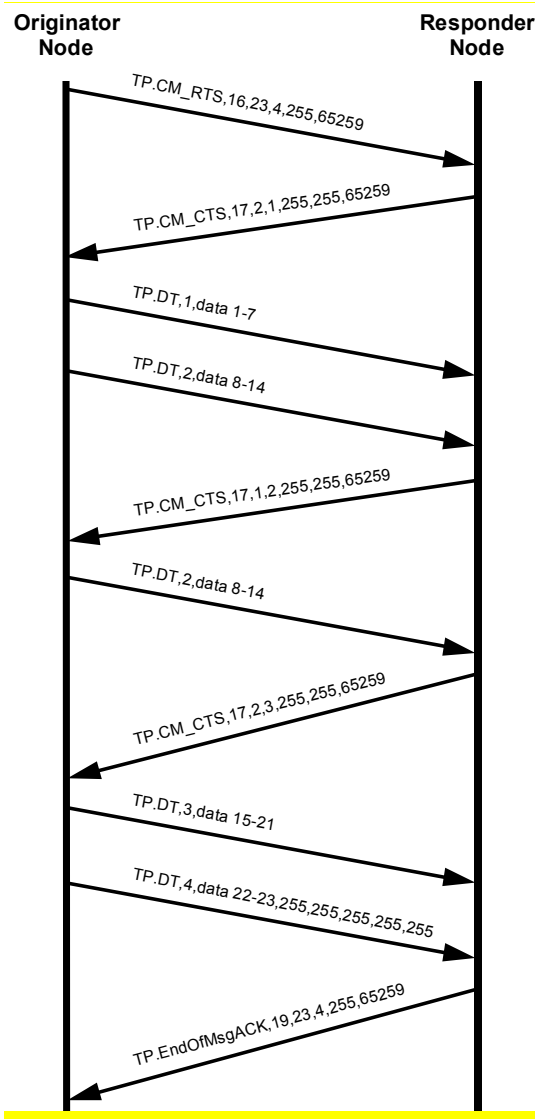 Originator
Node
Responder
Node
TP.CM_RTS,16,23,4,255,65259
TP.CM_CTS,17,2,1,255,255,65259
TP.DT,1,data 1-7
TP.DT,2,data 8-14
TP.CM_CTS,17,1,2,255,255,65259
TP.DT,2,data 8-14
TP.CM_CTS,17,2,3,255,255,65259
TP.DT,3,data 15-21
TP.DT,4,data 22-23,255,255,255,255,255
TP.EndOfMsgACK,19,23,4,255,65259